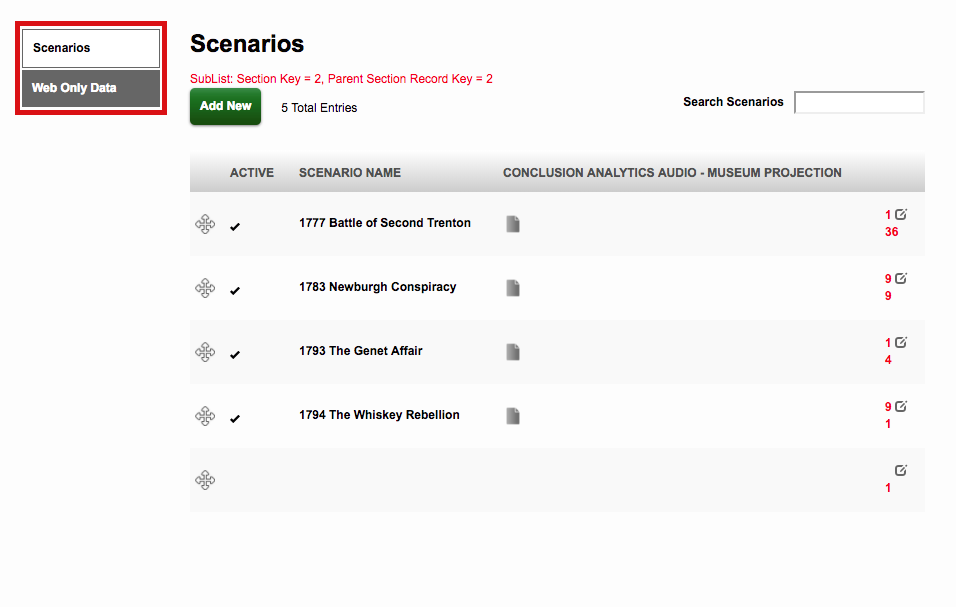 Scenarios
Web Only Data
Scenarios
SubList: Section Key = 2, Parent Section Record Key = 2
Add New
5 Total Entries
Search Scenarios
ACTIVE SCENARIO NAME CONCLUSION ANALYTICS AUDIO - MUSEUM PROJECTION
1777 Battle of Second Trenton
1
36
1783 Newburgh Conspiracy
9
9
1793 The Genet Affair
1
4
1794 The Whiskey Rebellion
9
1
1